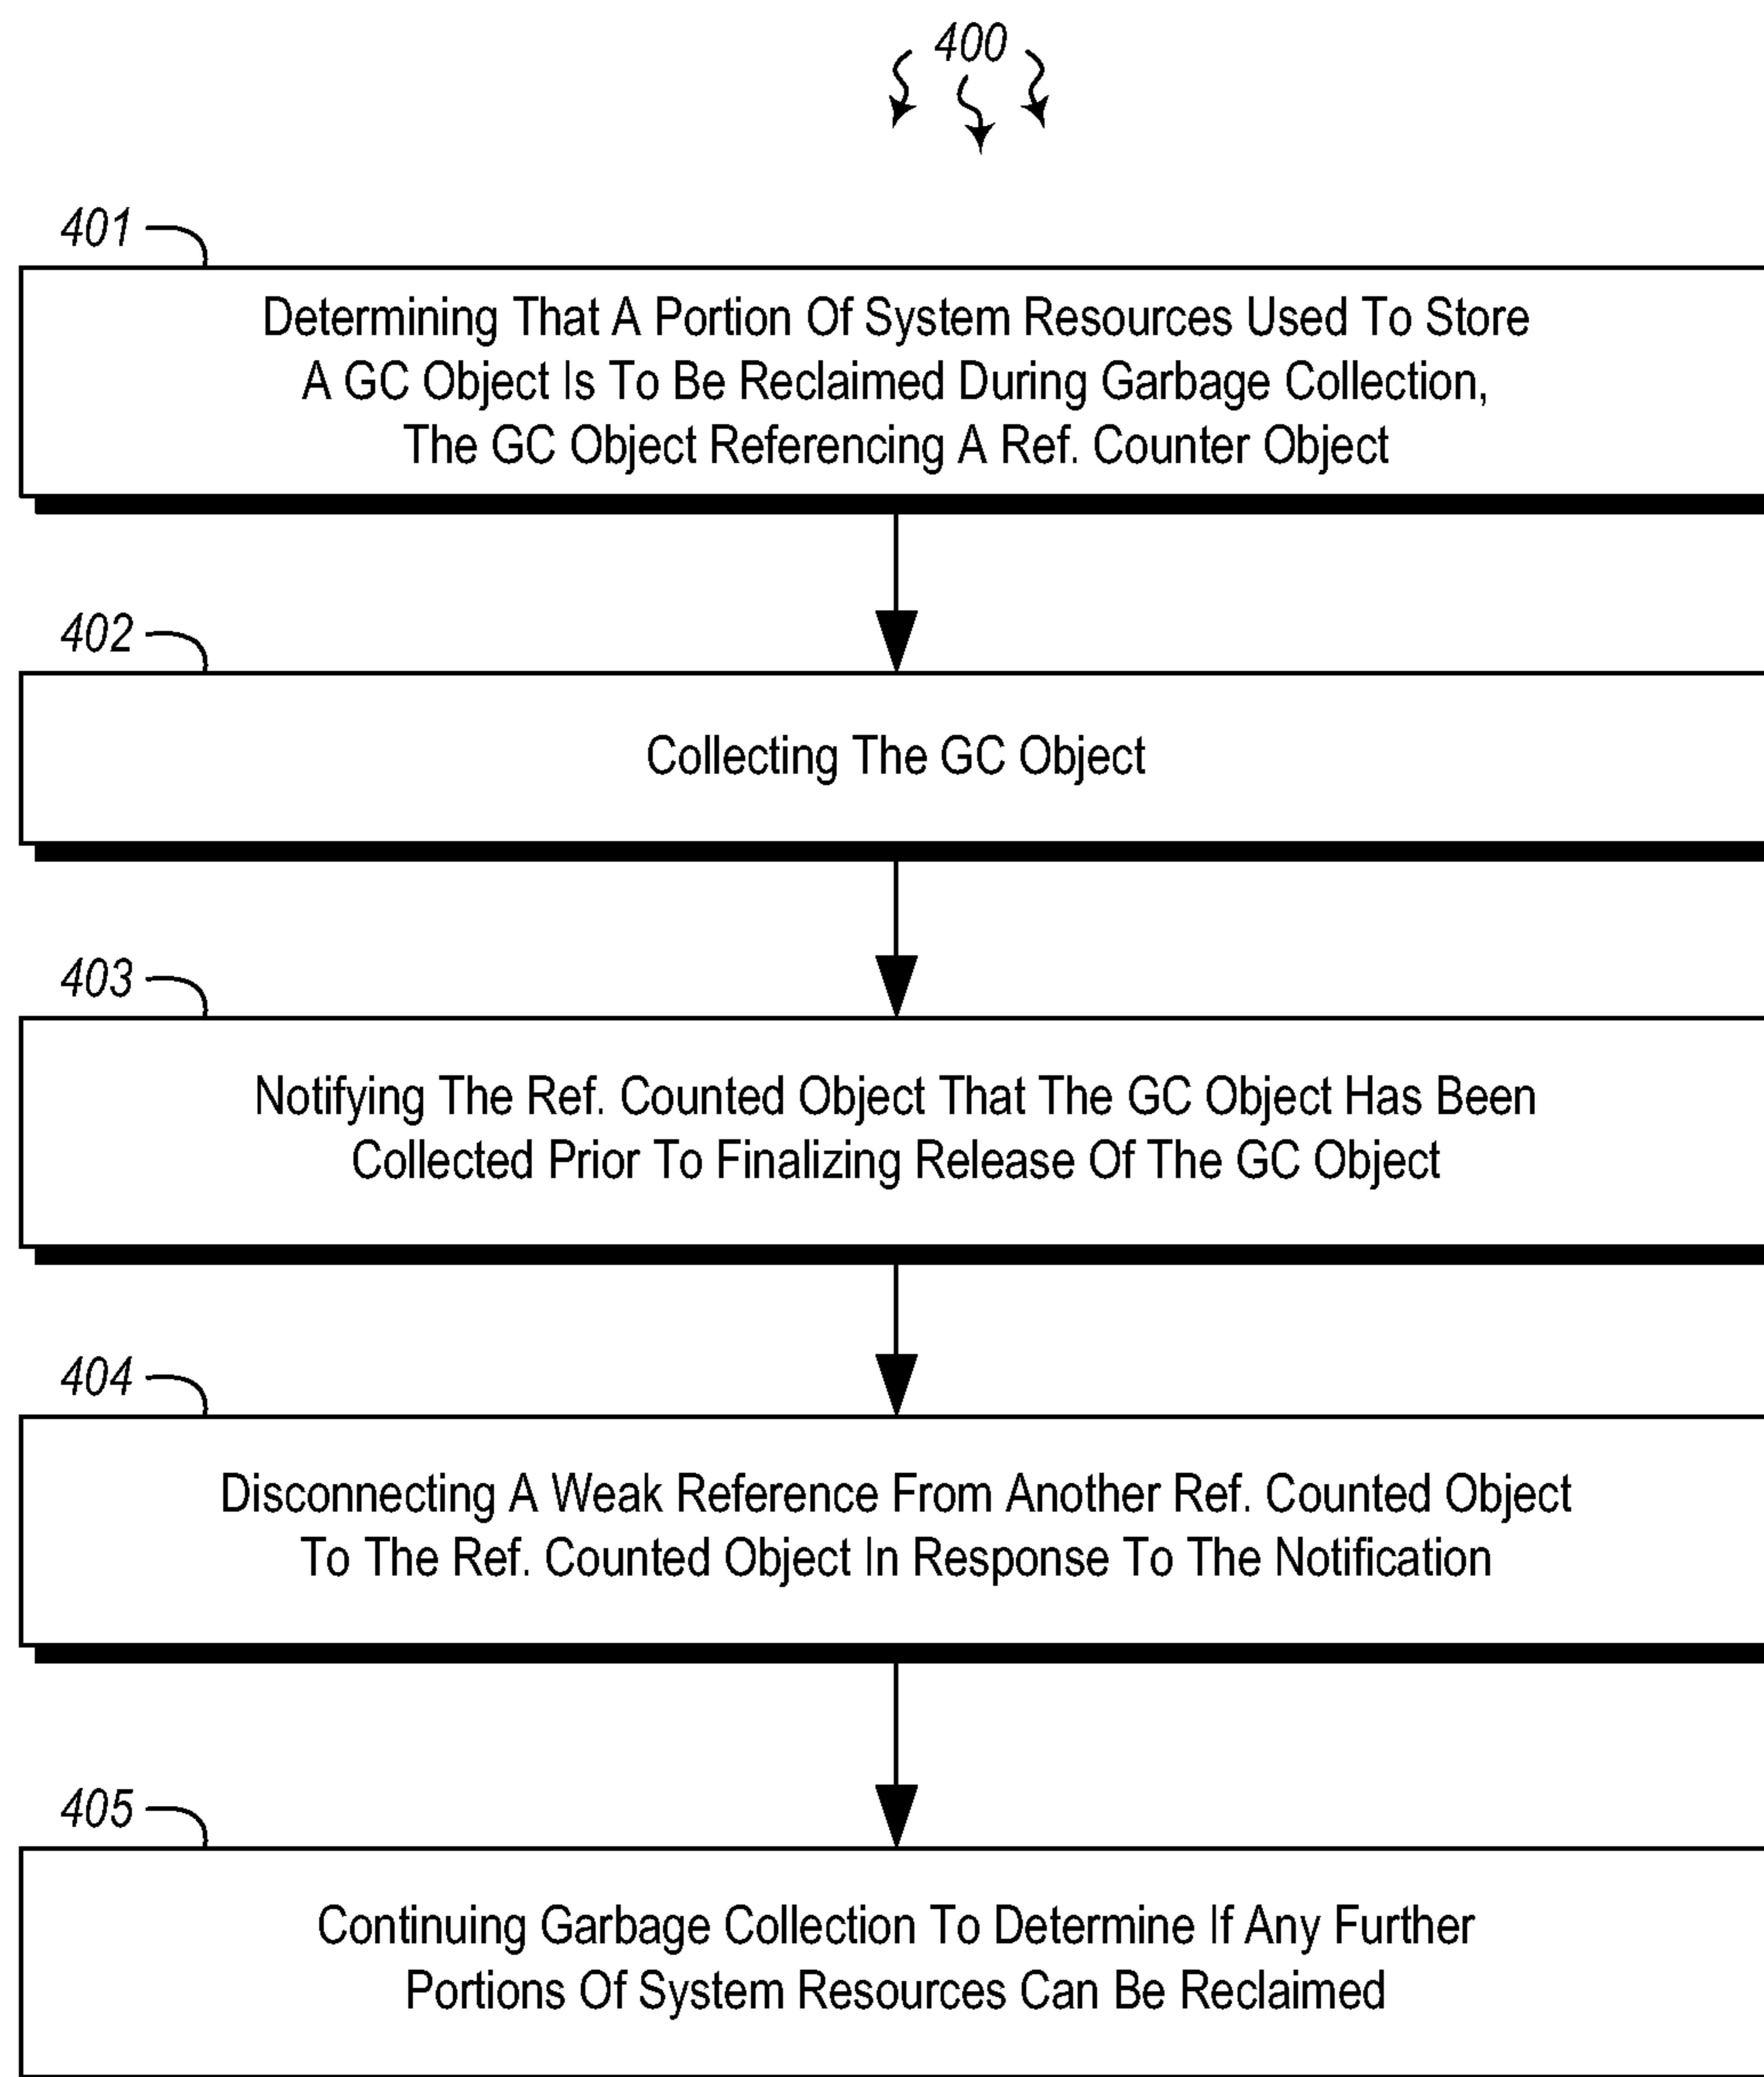 400
401
Determining That A Portion Of System Resources Used To Store
A GC Object Is To Be Reclaimed During Garbage Collection,
The GC Object Referencing A Ref. Counter Object
402
Collecting The GC Object
403
Notifying The Ref. Counted Object That The GC Object Has Been
Collected Prior To Finalizing Release Of The GC Object
404
Disconnecting A Weak Reference From Another Ref. Counted Object
To The Ref. Counted Object In Response To The Notification
405
Continuing Garbage Collection To Determine If Any Further
Portions Of System Resources Can Be Reclaimed